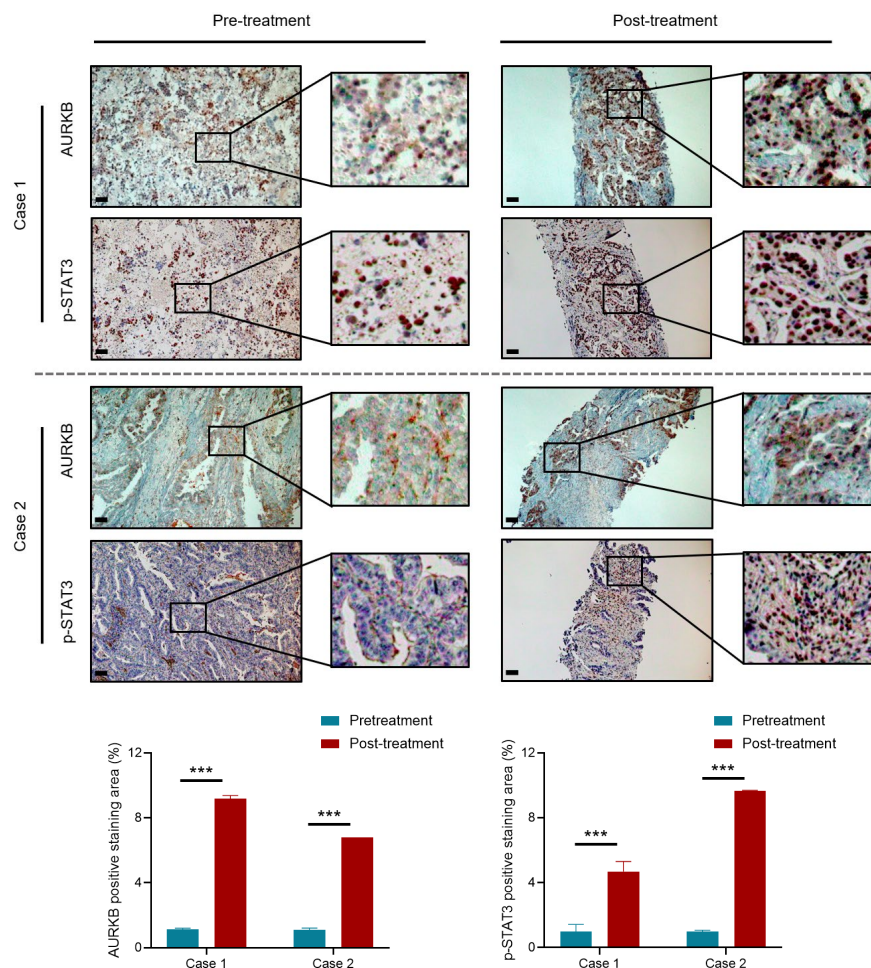 Pre-treatment
Post-treatment
Case 1
AURKB
p-STAT3
Case 2
AURKB
p-STAT3
Pretreatment
Post-treatment
AURKB positive staining area (%)
12
8
4
0
***
***
Case 1
Case 2
Pretreatment
Post-treatment
p-STAT3 positive staining area (%)
12
8
4
0
***
***
Case 1
Case 2